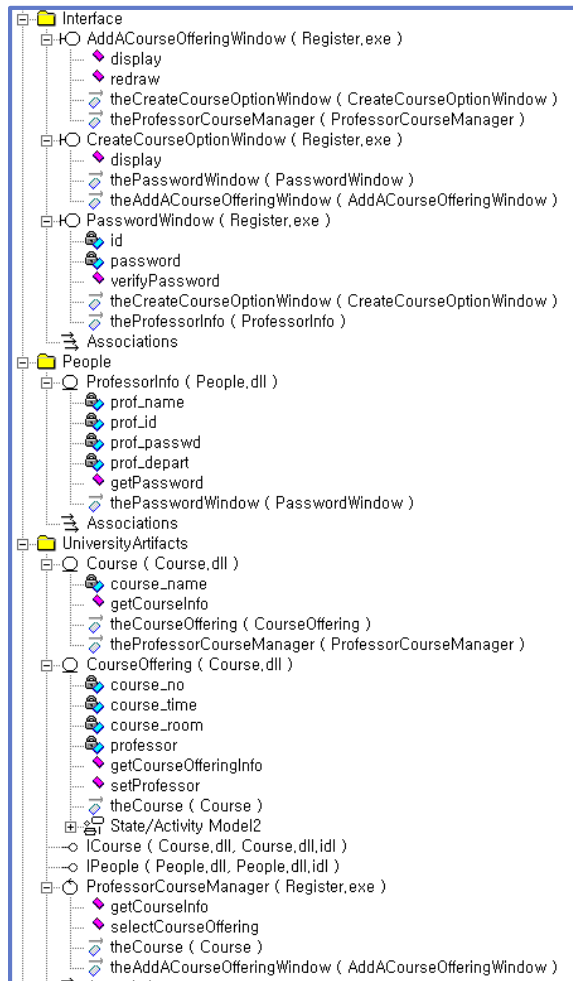 Interface
AddACourseOfferingWindow ( Register,exe )
display
redraw
theCreateCourseOptionWindow ( CreateCourseOptionWindow )
theProfessorCourseManager ( ProfessorCourseManager )
CreateCourseOptionWindow ( Register,exe )
display
thePasswordWindow ( PasswordWindow )
theAddACourseOfferingWindow ( AddACourseOfferingWindow )
PasswordWindow ( Register,exe )
id
password
verifyPassword
theCreateCourseOptionWindow ( CreateCourseOptionWindow )
theProfessorInfo ( ProfessorInfo )
Associations
People
ProfessorInfo ( People,dll )
prof_name
prof_id
prof_passwd
prof_depart
getPassword
thePasswordWindow ( PasswordWindow )
Associations
UniversityArtifacts
Course ( Course,dll )
course_name
getCourseInfo
theCourseOffering ( CourseOffering )
theProfessorCourseManager ( ProfessorCourseManager )
CourseOffering ( Course,dll )
course_no
course_time
course_room
professor
getCourseOfferingInfo
setProfessor
theCourse ( Course )
State/Activity Model2
ICourse ( Course,dll, Course,dll,idl )
IPeople ( People,dll, People,dll,idl )
ProfessorCourseManager ( Register,exe )
getCourseInfo
selectCourseOffering
theCourse ( Course )
theAddACourseOfferingWindow ( AddACourseOfferingWindow )